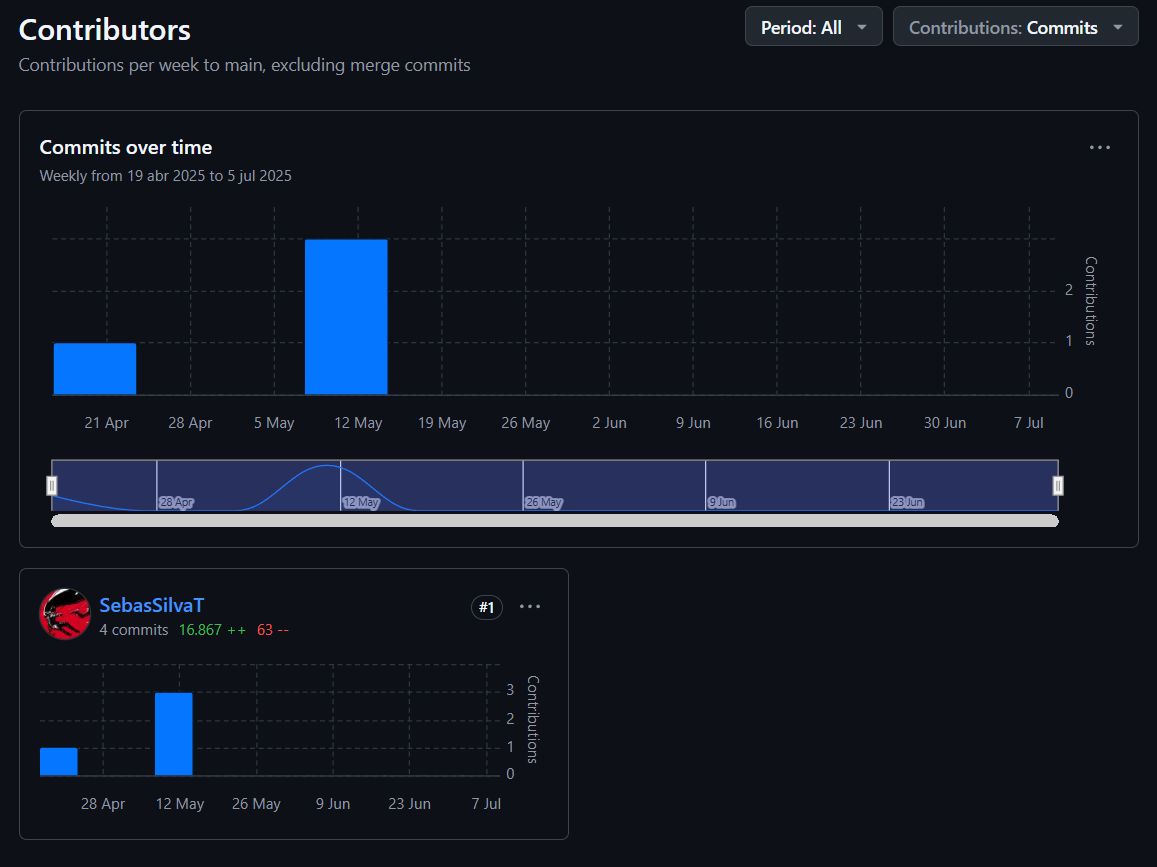 Contributors
Period: All
Contributions: Commits
Contributions per week to main, excluding merge commits
Commits over time
Weekly from 19 abr 2025 to 5 jul 2025
Contributions
2
1
0
21 Apr 28 Apr 5 May 12 May 19 May 26 May 2 Jun 9 Jun 16 Jun 23 Jun 30 Jun 7 Jul
28 Apr 12 May 26 May 9 Jun 23 Jun
SebasSilvaT
#1
4 commits 16.867 ++ 63 --
Contributions
3
2
1
0
28 Apr 12 May 26 May 9 Jun 23 Jun 7 Jul